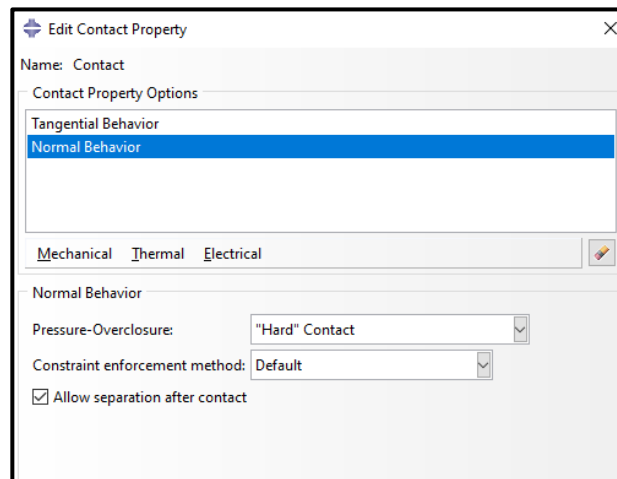 Edit Contact Property
Name: Contact
Contact Property Options
Tangential Behavior
Normal Behavior
Mechanical Thermal Electrical
Normal Behavior
Pressure-Overclosure: "Hard" Contact
Constraint enforcement method: Default
Allow separation after contact